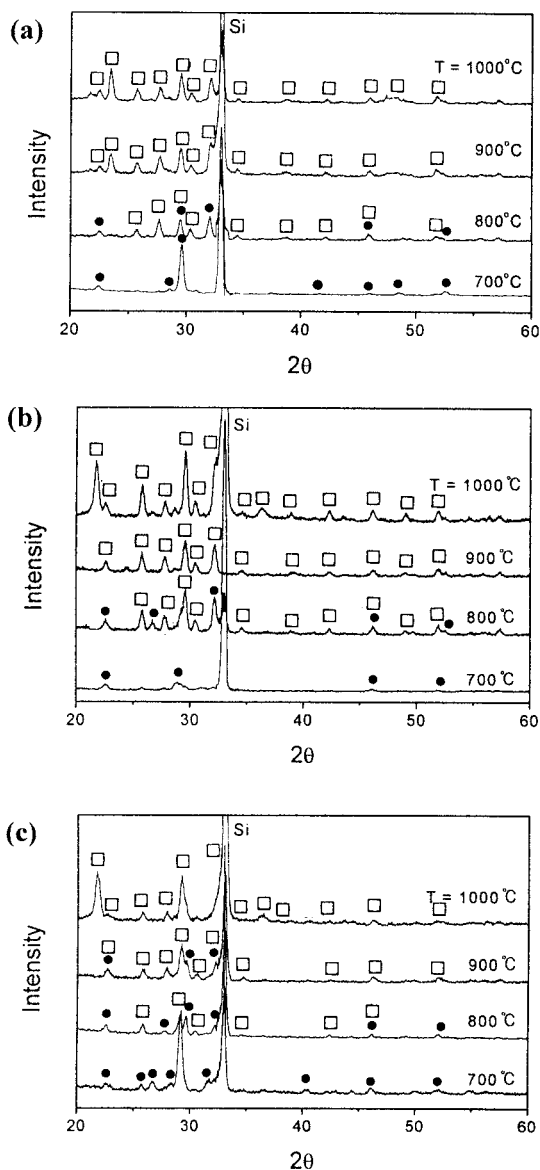 (a)
Si
T = 1000°C
900°C
800°C
700°C
Intensity
20 30 40 50 60
2θ
(b)
Si
T = 1000℃
900℃
800℃
700℃
Intensity
20 30 40 50 60
2θ
(c)
Si
T = 1000℃
900℃
800℃
700℃
Intensity
20 30 40 50 60
2θ